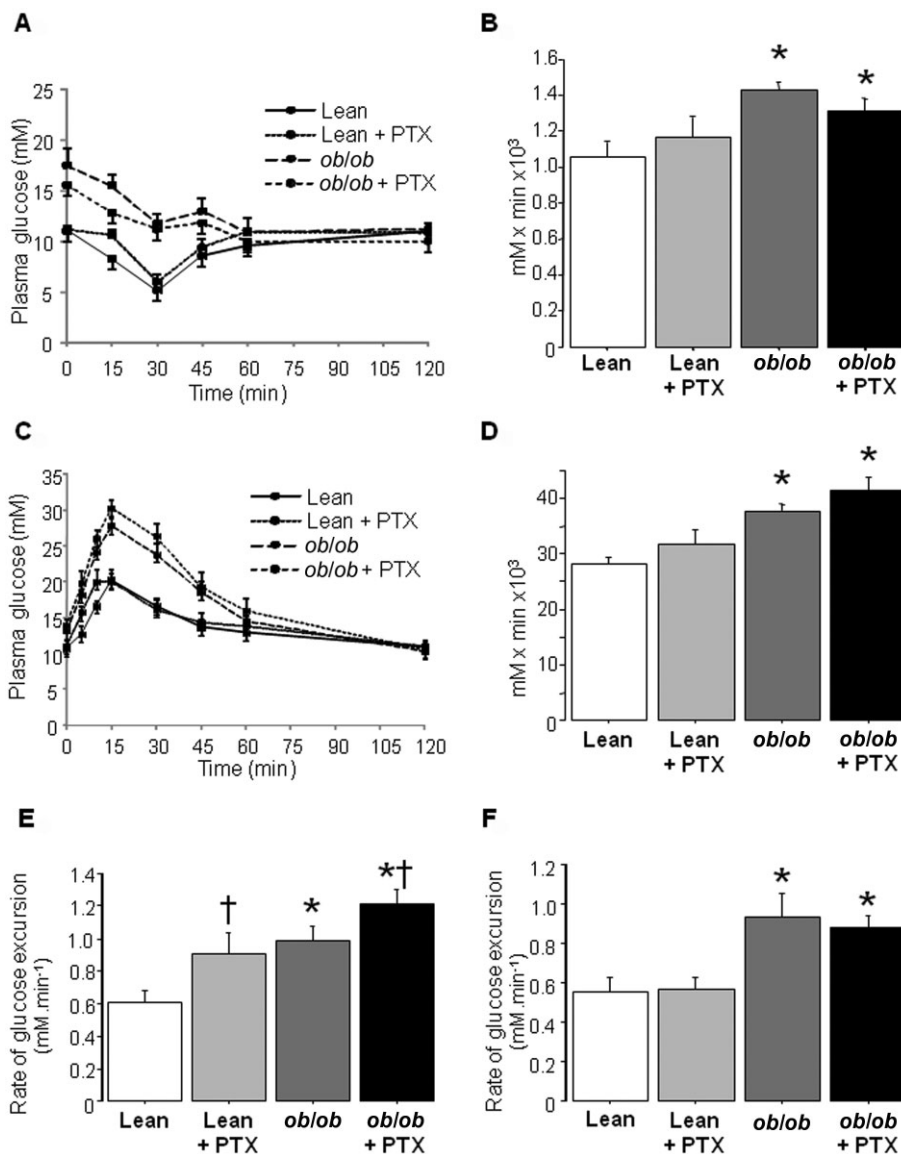 A
Plasma glucose (mM)
25
20
15
10
5
0
Lean
Lean + PTX
ob/ob
ob/ob + PTX
0 15 30 45 60 75 90 105 120
Time (min)
B
mM x min x10³
1.6
1.4
1.2
1.0
0.8
0.6
0.4
0.2
0
*
*
Lean
Lean
+ PTX
ob/ob
ob/ob
+ PTX
C
Plasma glucose (mM)
35
30
25
20
15
10
5
0
Lean
Lean + PTX
ob/ob
ob/ob + PTX
0 15 30 45 60 75 90 105 120
Time (min)
D
mM x min x10³
40
30
20
10
0
*
*
Lean
Lean
+ PTX
ob/ob
ob/ob
+ PTX
E
Rate of glucose excursion
(mM.min⁻¹)
1.4
1.2
1.0
0.8
0.6
0.4
0.2
0
†
*
*†
Lean
Lean
+ PTX
ob/ob
ob/ob
+ PTX
F
Rate of glucose excursion
(mM.min⁻¹)
1.2
1.0
0.8
0.6
0.4
0.2
0
*
*
Lean
Lean
+ PTX
ob/ob
ob/ob
+ PTX